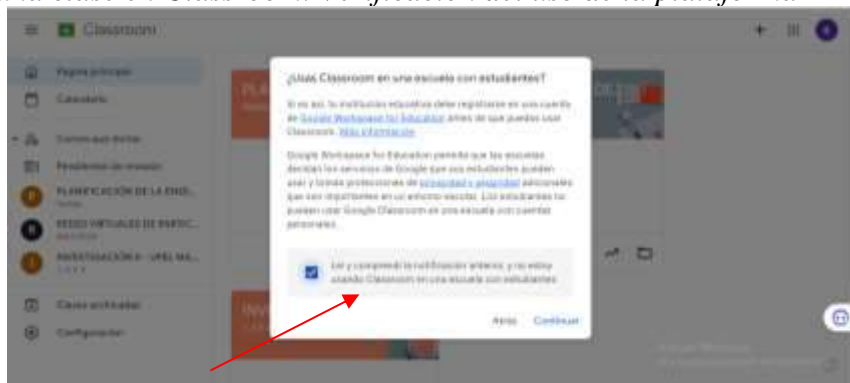 Classroom
Página principal
Calendario
Cursos que dictas
Pendientes de revisión
PLANIFICACIÓN DE LA ENSE...
REDES VIRTUALES DE PARTIC...
INVESTIGACIÓN II - UPEL MA...
Clases archivadas
Configuración
¿Usas Classroom en una escuela con estudiantes?
Si es así, tu institución educativa debe registrarse en una cuenta
de Google Workspace for Education antes de que puedas usar
Classroom. Más información
Google Workspace for Education permite que las escuelas
decidan los servicios de Google que sus estudiantes pueden
usar y brinda protecciones de privacidad y seguridad adicionales
que son importantes en un entorno escolar. Los estudiantes no
pueden usar Google Classroom en una escuela con cuentas
personales.
Leí y comprendí la notificación anterior, y no estoy
usando Classroom en una escuela con estudiantes
Atrás Continuar